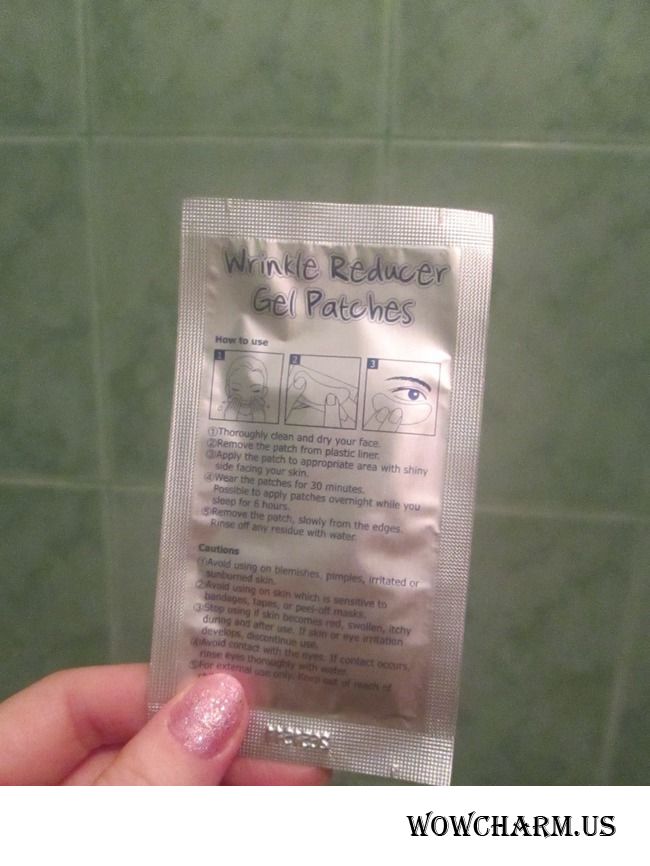 Wrinkle Reducer
Gel Patches
How to use
1 2 3
①Thoroughly clean and dry your face.
②Remove the patch from plastic liner.
③Apply the patch to appropriate area with shiny
side facing your skin.
④Wear the patches for 30 minutes.
Possible to apply patches overnight while you
sleep for 6 hours.
⑤Remove the patch, slowly from the edges.
Rinse off any residue with water.
Cautions
①Avoid using on blemishes, pimples, irritated or
sunburned skin.
②Avoid using on skin which is sensitive to
bandages, tapes, or peel-off masks.
③Stop using if skin becomes red, swollen, itchy
during and after use. If skin or eye irritation
develops, discontinue use.
④Avoid contact with the eyes. If contact occurs,
rinse eyes thoroughly with water.
⑤For external use only. Keep out of reach of
WOWCHARM.US